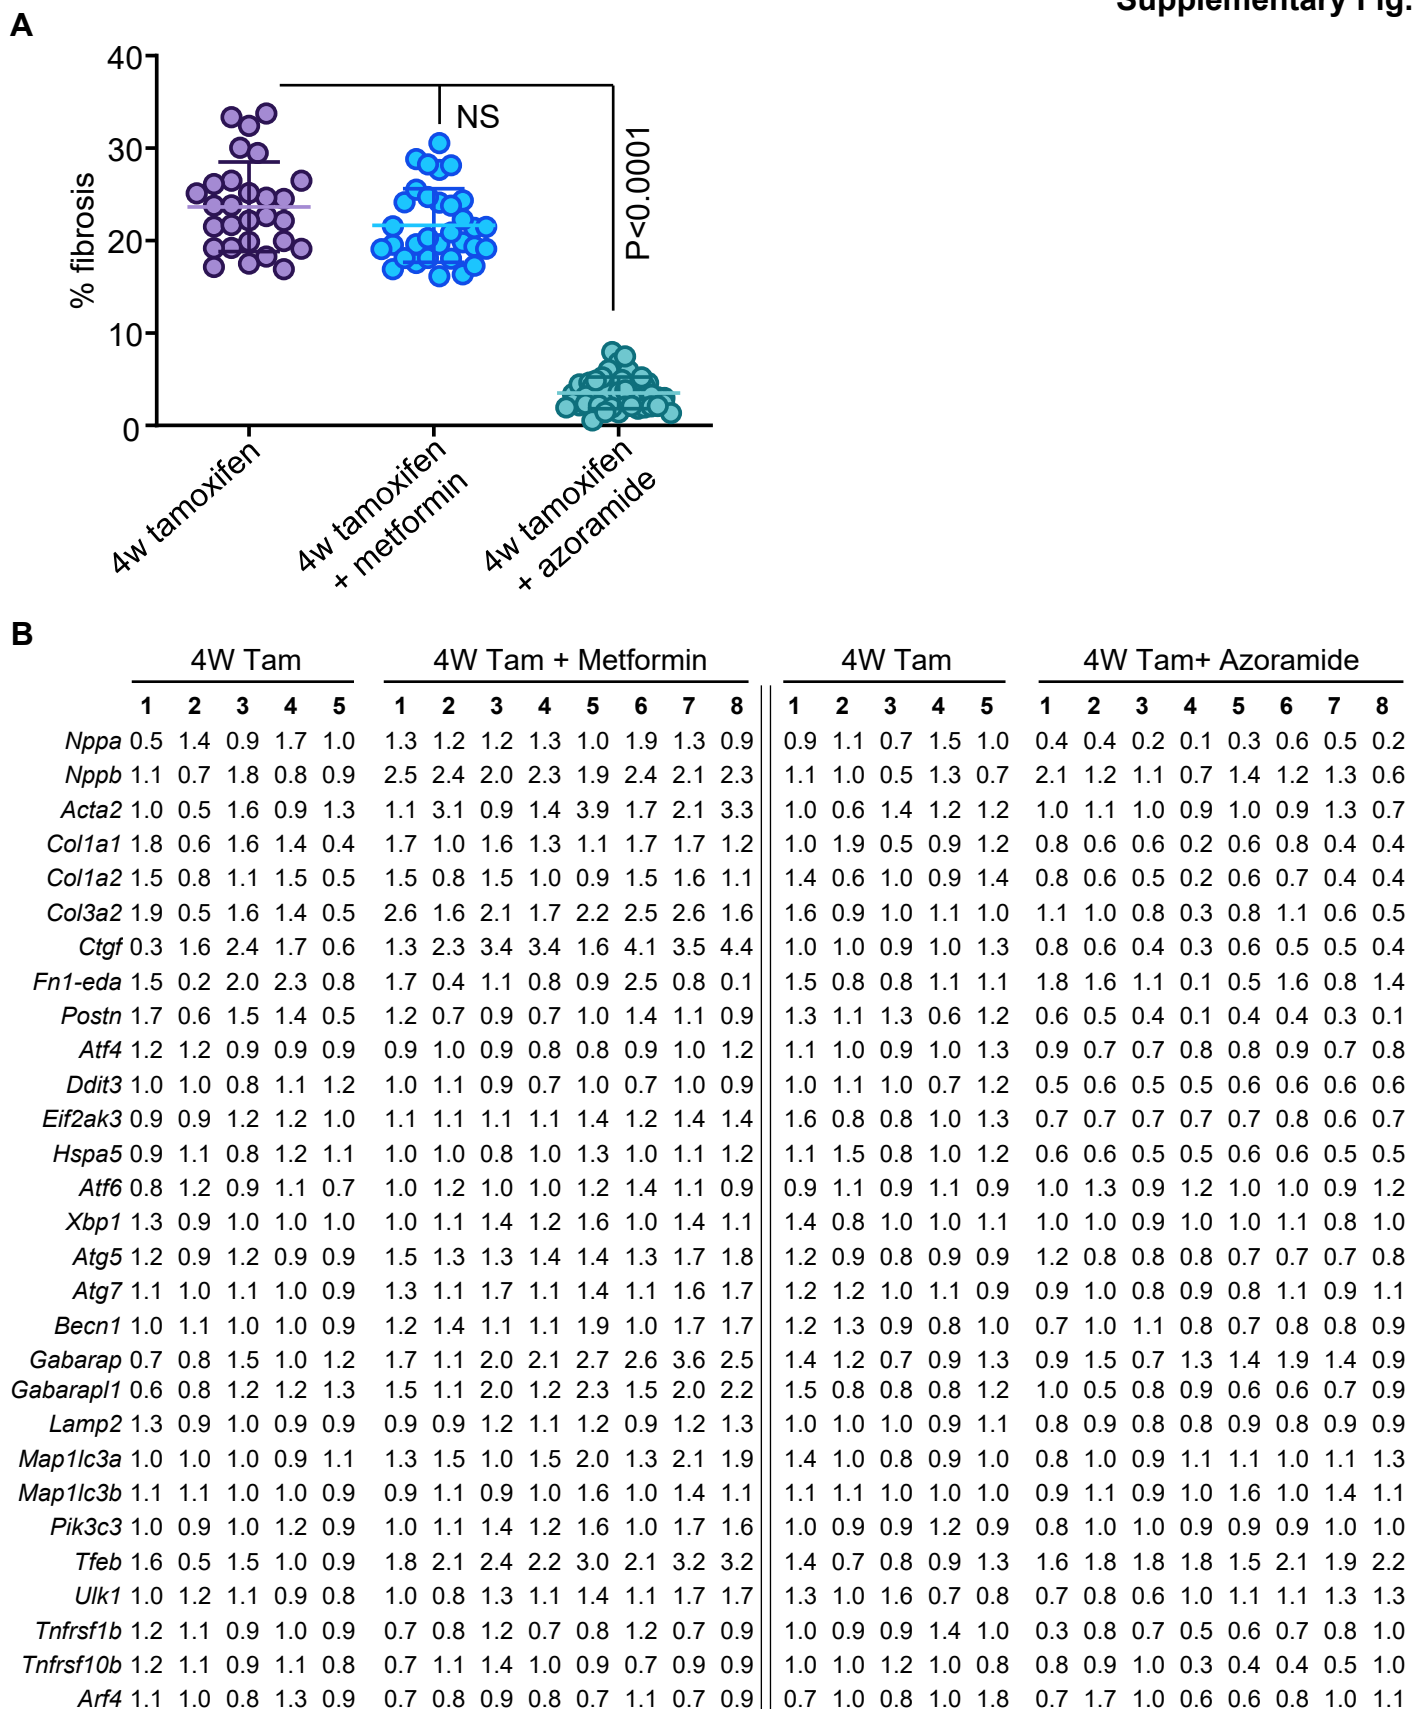 Supplementary Fig.
A
40
30
20
10
0
% fibrosis
NS
P<0.0001
4w tamoxifen
4w tamoxifen
+ metformin
4w tamoxifen
+ azoramide
B
4W Tam 4W Tam + Metformin 4W Tam 4W Tam+ Azoramide
1 2 3 4 5 1 2 3 4 5 6 7 8 1 2 3 4 5 1 2 3 4 5 6 7 8
Nppa 0.5 1.4 0.9 1.7 1.0 1.3 1.2 1.2 1.3 1.0 1.9 1.3 0.9 0.9 1.1 0.7 1.5 1.0 0.4 0.4 0.2 0.1 0.3 0.6 0.5 0.2
Nppb 1.1 0.7 1.8 0.8 0.9 2.5 2.4 2.0 2.3 1.9 2.4 2.1 2.3 1.1 1.0 0.5 1.3 0.7 2.1 1.2 1.1 0.7 1.4 1.2 1.3 0.6
Acta2 1.0 0.5 1.6 0.9 1.3 1.1 3.1 0.9 1.4 3.9 1.7 2.1 3.3 1.0 0.6 1.4 1.2 1.2 1.0 1.1 1.0 0.9 1.0 0.9 1.3 0.7
Col1a1 1.8 0.6 1.6 1.4 0.4 1.7 1.0 1.6 1.3 1.1 1.7 1.7 1.2 1.0 1.9 0.5 0.9 1.2 0.8 0.6 0.6 0.2 0.6 0.8 0.4 0.4
Col1a2 1.5 0.8 1.1 1.5 0.5 1.5 0.8 1.5 1.0 0.9 1.5 1.6 1.1 1.4 0.6 1.0 0.9 1.4 0.8 0.6 0.5 0.2 0.6 0.7 0.4 0.4
Col3a2 1.9 0.5 1.6 1.4 0.5 2.6 1.6 2.1 1.7 2.2 2.5 2.6 1.6 1.6 0.9 1.0 1.1 1.0 1.1 1.0 0.8 0.3 0.8 1.1 0.6 0.5
Ctgf 0.3 1.6 2.4 1.7 0.6 1.3 2.3 3.4 3.4 1.6 4.1 3.5 4.4 1.0 1.0 0.9 1.0 1.3 0.8 0.6 0.4 0.3 0.6 0.5 0.5 0.4
Fn1-eda 1.5 0.2 2.0 2.3 0.8 1.7 0.4 1.1 0.8 0.9 2.5 0.8 0.1 1.5 0.8 0.8 1.1 1.1 1.8 1.6 1.1 0.1 0.5 1.6 0.8 1.4
Postn 1.7 0.6 1.5 1.4 0.5 1.2 0.7 0.9 0.7 1.0 1.4 1.1 0.9 1.3 1.1 1.3 0.6 1.2 0.6 0.5 0.4 0.1 0.4 0.4 0.3 0.1
Atf4 1.2 1.2 0.9 0.9 0.9 0.9 1.0 0.9 0.8 0.8 0.9 1.0 1.2 1.1 1.0 0.9 1.0 1.3 0.9 0.7 0.7 0.8 0.8 0.9 0.7 0.8
Ddit3 1.0 1.0 0.8 1.1 1.2 1.0 1.1 0.9 0.7 1.0 0.7 1.0 0.9 1.0 1.1 1.0 0.7 1.2 0.5 0.6 0.5 0.5 0.6 0.6 0.6 0.6
Eif2ak3 0.9 0.9 1.2 1.2 1.0 1.1 1.1 1.1 1.1 1.4 1.2 1.4 1.4 1.6 0.8 0.8 1.0 1.3 0.7 0.7 0.7 0.7 0.7 0.8 0.6 0.7
Hspa5 0.9 1.1 0.8 1.2 1.1 1.0 1.0 0.8 1.0 1.3 1.0 1.1 1.2 1.1 1.5 0.8 1.0 1.2 0.6 0.6 0.5 0.5 0.6 0.6 0.5 0.5
Atf6 0.8 1.2 0.9 1.1 0.7 1.0 1.2 1.0 1.0 1.2 1.4 1.1 0.9 0.9 1.1 0.9 1.1 0.9 1.0 1.3 0.9 1.2 1.0 1.0 0.9 1.2
Xbp1 1.3 0.9 1.0 1.0 1.0 1.0 1.1 1.4 1.2 1.6 1.0 1.4 1.1 1.4 0.8 1.0 1.0 1.1 1.0 1.0 0.9 1.0 1.0 1.1 0.8 1.0
Atg5 1.2 0.9 1.2 0.9 0.9 1.5 1.3 1.3 1.4 1.4 1.3 1.7 1.8 1.2 0.9 0.8 0.9 0.9 1.2 0.8 0.8 0.8 0.7 0.7 0.7 0.8
Atg7 1.1 1.0 1.1 1.0 0.9 1.3 1.1 1.7 1.1 1.4 1.1 1.6 1.7 1.2 1.2 1.0 1.1 0.9 0.9 1.0 0.8 0.9 0.8 1.1 0.9 1.1
Becn1 1.0 1.1 1.0 1.0 0.9 1.2 1.4 1.1 1.1 1.9 1.0 1.7 1.7 1.2 1.3 0.9 0.8 1.0 0.7 1.0 1.1 0.8 0.7 0.8 0.8 0.9
Gabarap 0.7 0.8 1.5 1.0 1.2 1.7 1.1 2.0 2.1 2.7 2.6 3.6 2.5 1.4 1.2 0.7 0.9 1.3 0.9 1.5 0.7 1.3 1.4 1.9 1.4 0.9
Gabarapl1 0.6 0.8 1.2 1.2 1.3 1.5 1.1 2.0 1.2 2.3 1.5 2.0 2.2 1.5 0.8 0.8 0.8 1.2 1.0 0.5 0.8 0.9 0.6 0.6 0.7 0.9
Lamp2 1.3 0.9 1.0 0.9 0.9 0.9 0.9 1.2 1.1 1.2 0.9 1.2 1.3 1.0 1.0 1.0 0.9 1.1 0.8 0.9 0.8 0.8 0.9 0.8 0.9 0.9
Map1lc3a 1.0 1.0 1.0 0.9 1.1 1.3 1.5 1.0 1.5 2.0 1.3 2.1 1.9 1.4 1.0 0.8 0.9 1.0 0.8 1.0 0.9 1.1 1.1 1.0 1.1 1.3
Map1lc3b 1.1 1.1 1.0 1.0 0.9 0.9 1.1 0.9 1.0 1.6 1.0 1.4 1.1 1.1 1.1 1.0 1.0 1.0 0.9 1.1 0.9 1.0 1.6 1.0 1.4 1.1
Pik3c3 1.0 0.9 1.0 1.2 0.9 1.0 1.1 1.4 1.2 1.6 1.0 1.7 1.6 1.0 0.9 0.9 1.2 0.9 0.8 1.0 1.0 0.9 0.9 0.9 1.0 1.0
Tfeb 1.6 0.5 1.5 1.0 0.9 1.8 2.1 2.4 2.2 3.0 2.1 3.2 3.2 1.4 0.7 0.8 0.9 1.3 1.6 1.8 1.8 1.8 1.5 2.1 1.9 2.2
Ulk1 1.0 1.2 1.1 0.9 0.8 1.0 0.8 1.3 1.1 1.4 1.1 1.7 1.7 1.3 1.0 1.6 0.7 0.8 0.7 0.8 0.6 1.0 1.1 1.1 1.3 1.3
Tnfrsf1b 1.2 1.1 0.9 1.0 0.9 0.7 0.8 1.2 0.7 0.8 1.2 0.7 0.9 1.0 0.9 0.9 1.4 1.0 0.3 0.8 0.7 0.5 0.6 0.7 0.8 1.0
Tnfrsf10b 1.2 1.1 0.9 1.1 0.8 0.7 1.1 1.4 1.0 0.9 0.7 0.9 0.9 1.0 1.0 1.2 1.0 0.8 0.8 0.9 1.0 0.3 0.4 0.4 0.5 1.0
Arf4 1.1 1.0 0.8 1.3 0.9 0.7 0.8 0.9 0.8 0.7 1.1 0.7 0.9 0.7 1.0 0.8 1.0 1.8 0.7 1.7 1.0 0.6 0.6 0.8 1.0 1.1